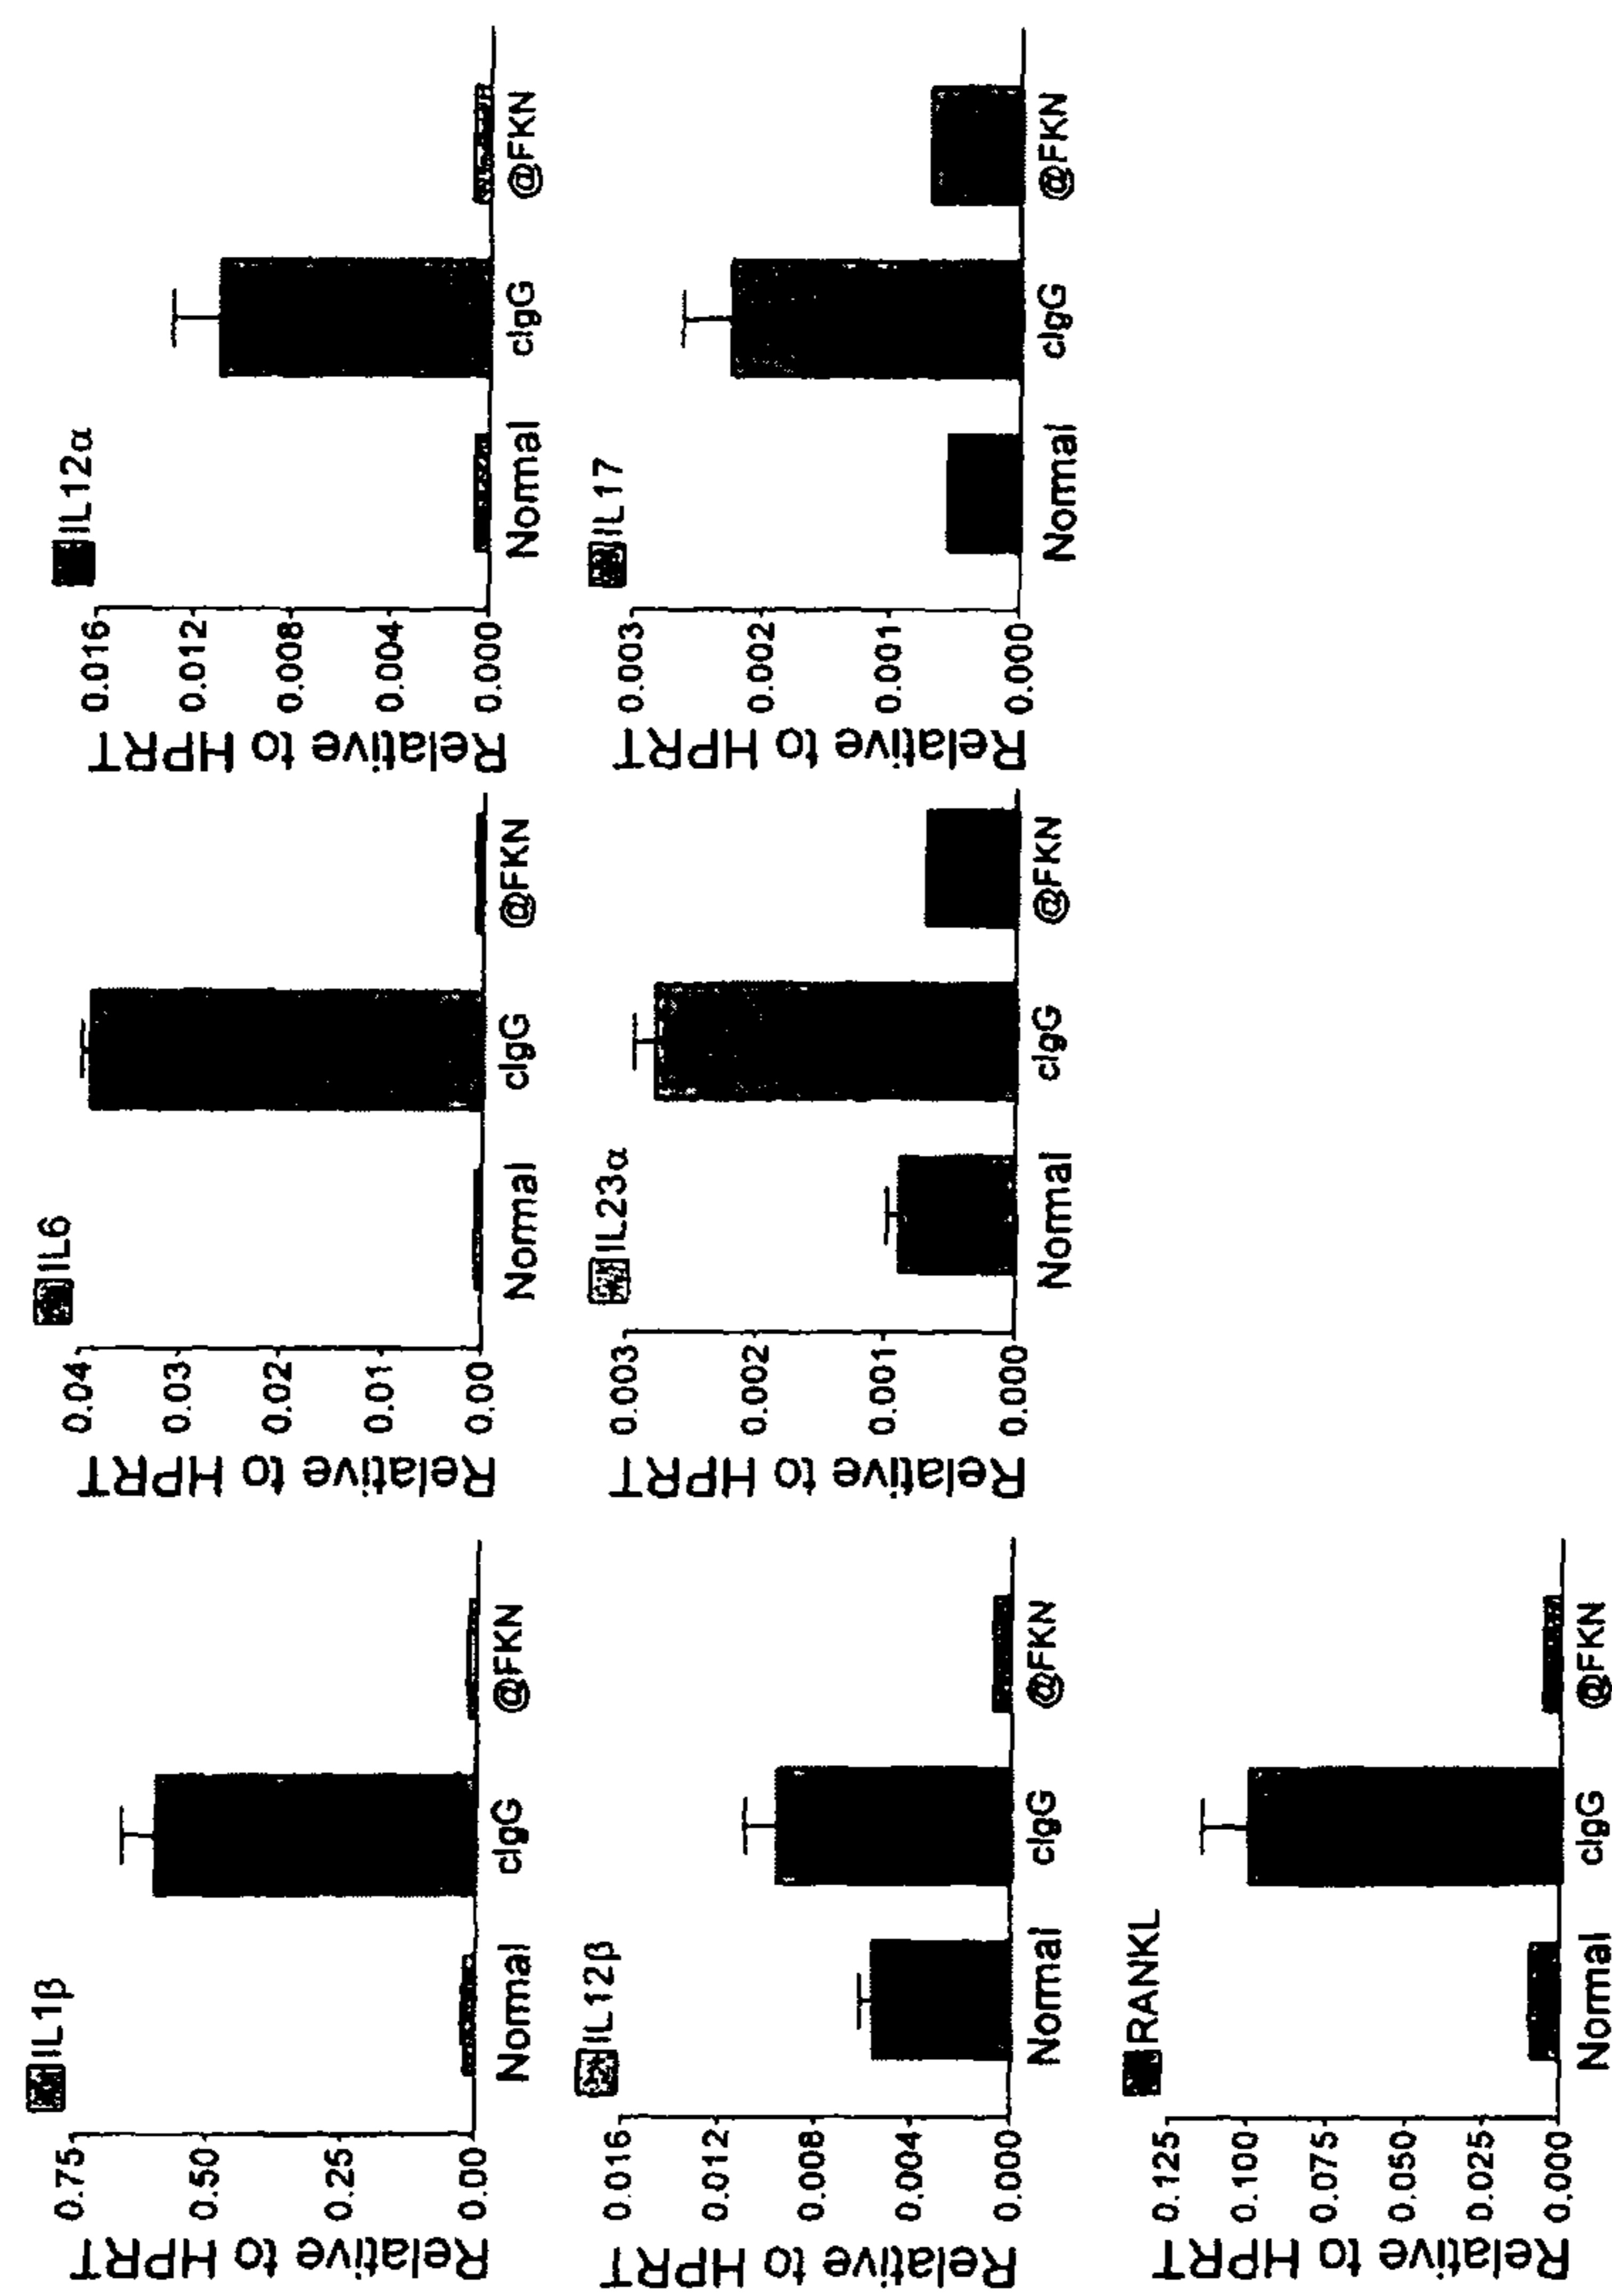 IL1β
Relative to HPRT
0.75
0.50
0.25
0.00
Normal
cIgG
@FKN
IL6
Relative to HPRT
0.04
0.03
0.02
0.01
0.00
Normal
cIgG
@FKN
IL12α
Relative to HPRT
0.016
0.012
0.008
0.004
0.000
Normal
cIgG
@FKN
IL12β
Relative to HPRT
0.016
0.012
0.008
0.004
0.000
Normal
cIgG
@FKN
IL23α
Relative to HPRT
0.003
0.002
0.001
0.000
Normal
cIgG
@FKN
IL17
Relative to HPRT
0.003
0.002
0.001
0.000
Normal
cIgG
@FKN
RANKL
Relative to HPRT
0.125
0.100
0.075
0.050
0.025
0.000
Normal
cIgG
@FKN